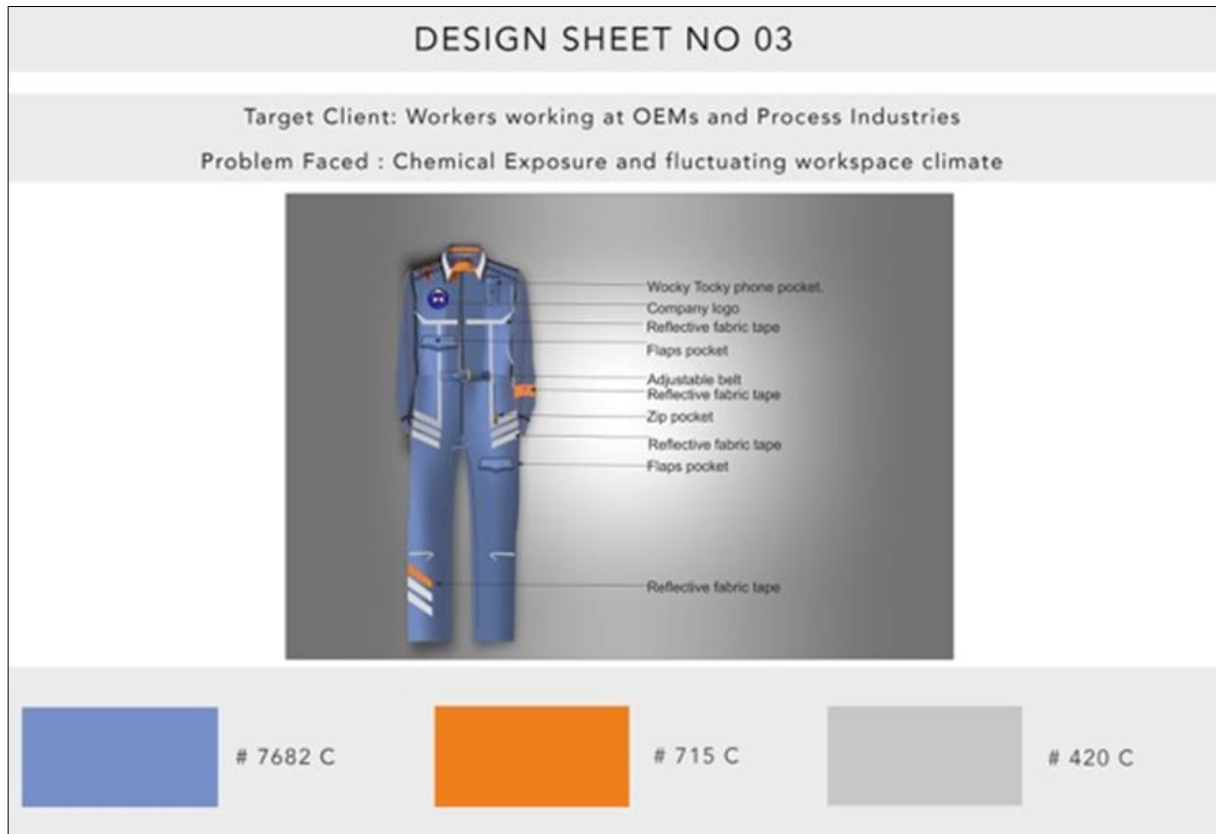 DESIGN SHEET NO 03
Target Client: Workers working at OEMs and Process Industries
Problem Faced : Chemical Exposure and fluctuating workspace climate
Wocky Tocky phone pocket.
Company logo
Reflective fabric tape
Flaps pocket
Adjustable belt
Reflective fabric tape
Zip pocket
Reflective fabric tape
Flaps pocket
Reflective fabric tape
# 7682 C
# 715 C
# 420 C